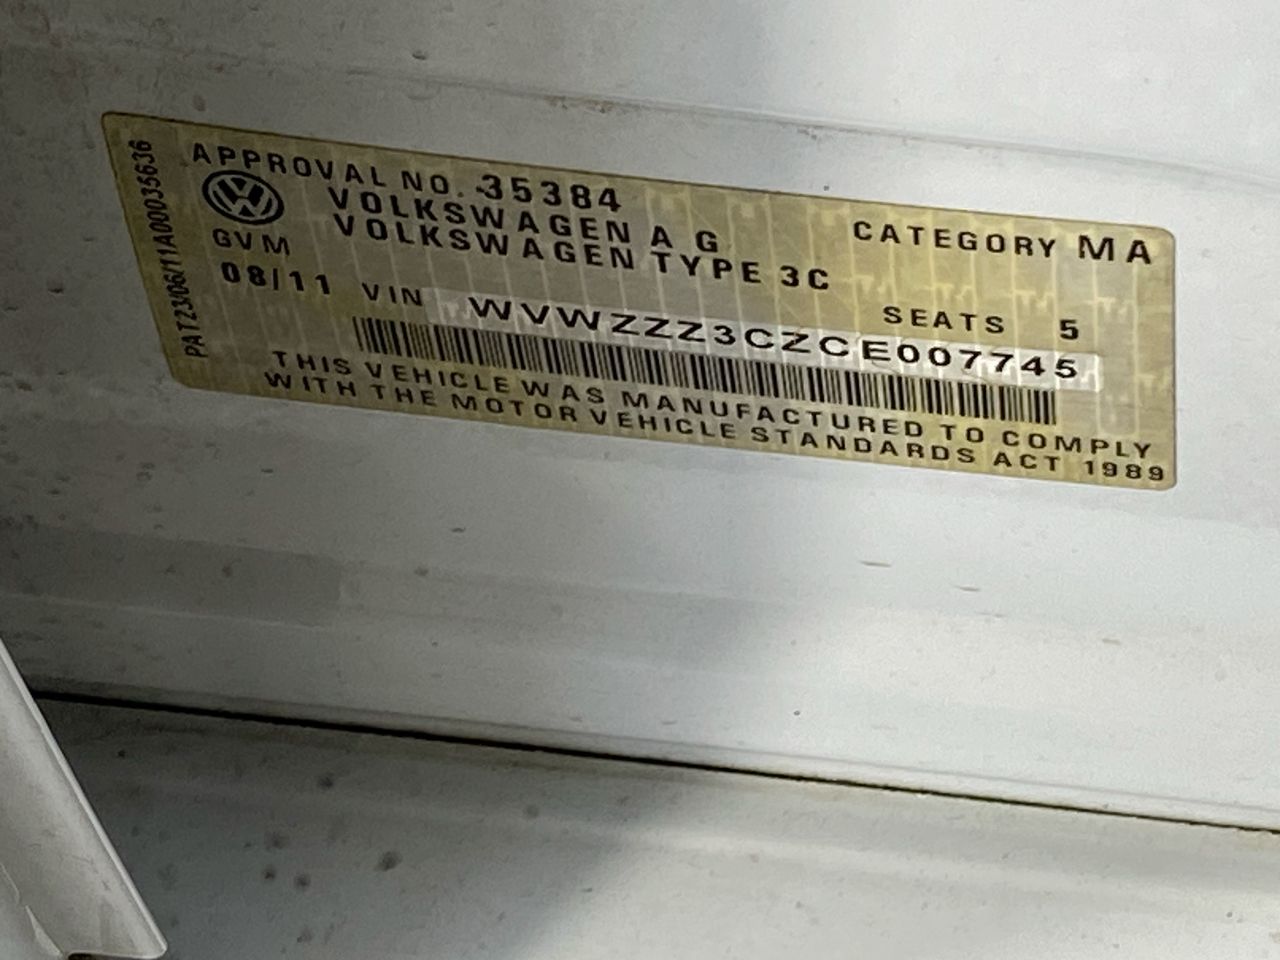 APPROVAL NO. 35384
CATEGORY MA
VOLKSWAGEN A G
VOLKSWAGEN TYPE 3C
GVM
SEATS 5
08/11 VIN WVWZZZ3CZCE007745
THIS VEHICLE WAS MANUFACTURED TO COMPLY
WITH THE MOTOR VEHICLE STANDARDS ACT 1989
PAT23/06/11A00035636